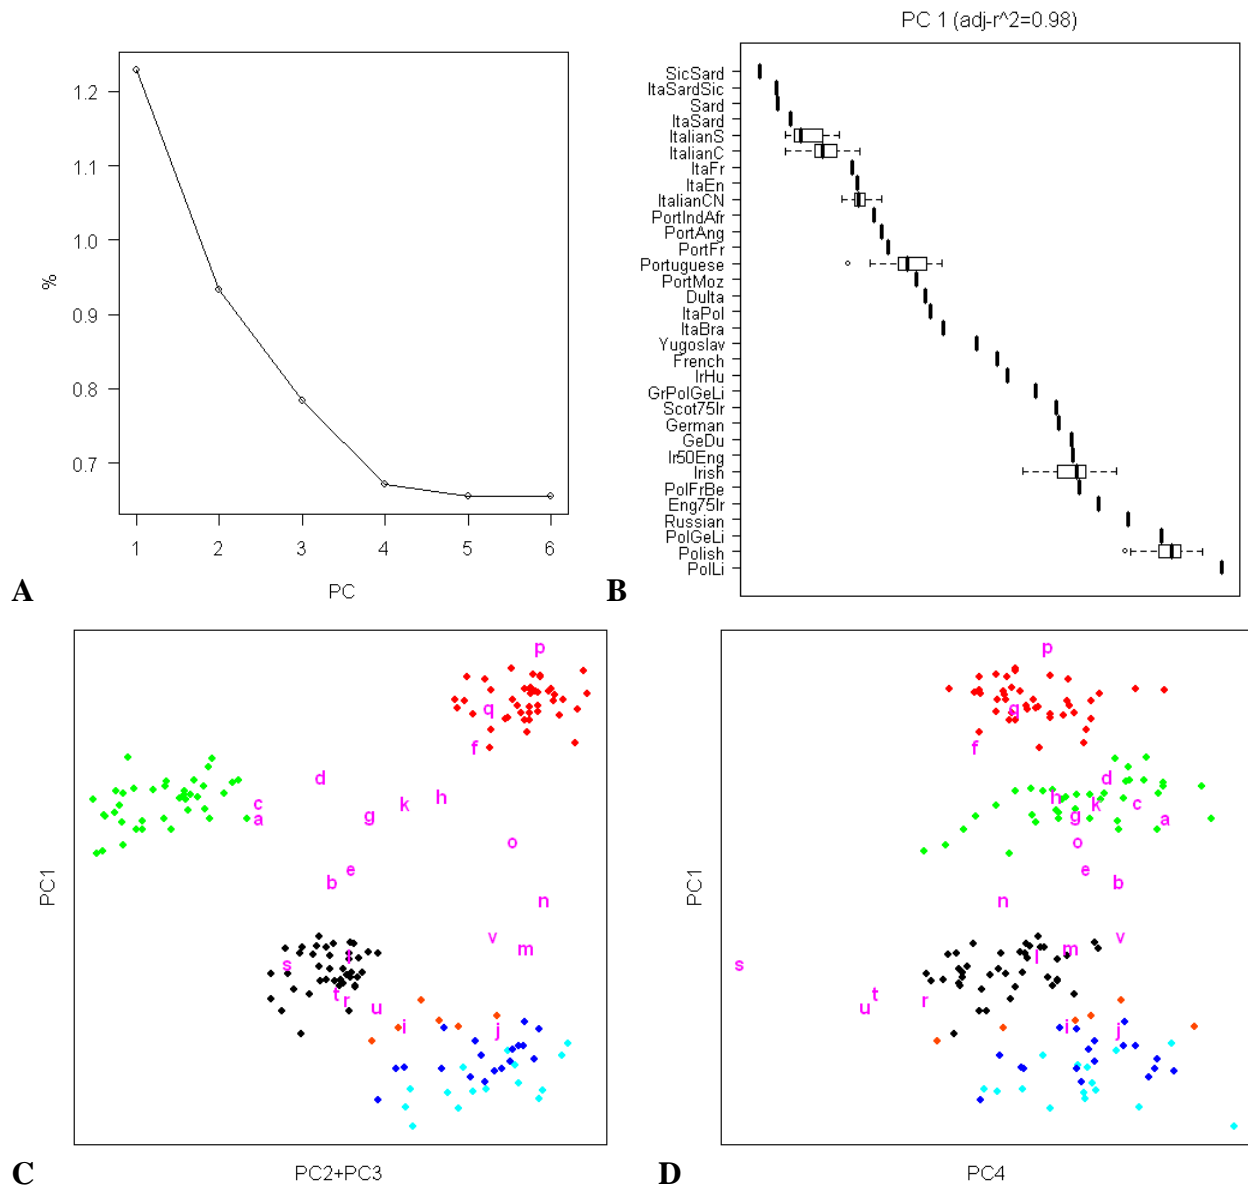 1.2
1.1
1.0
0.9
0.8
0.7
%
1 2 3 4 5 6
PC
A
PC 1 (adj-r^2=0.98)
SicSard
ItaSardSic
Sard
ItaSard
ItalianS
ItalianC
ItaFr
ItaEn
ItalianCN
PortIndAfr
PortAng
PortFr
Portuguese
PortMoz
DuIta
ItaPol
ItaBra
Yugoslav
French
IrHu
GrPolGeLi
Scot75Ir
German
GeDu
Ir50Eng
Irish
PolFrBe
Eng75Ir
Russian
PolGeLi
Polish
PolLi
B
p
q
f
d
c
k
h
a
g
o
e
b
n
v
m
l
s
t
r
u
i
j
PC1
PC2+PC3
C
p
q
f
d
h
k
c
g
a
o
e
b
n
v
m
l
s
t
r
u
i
j
PC1
PC4
D